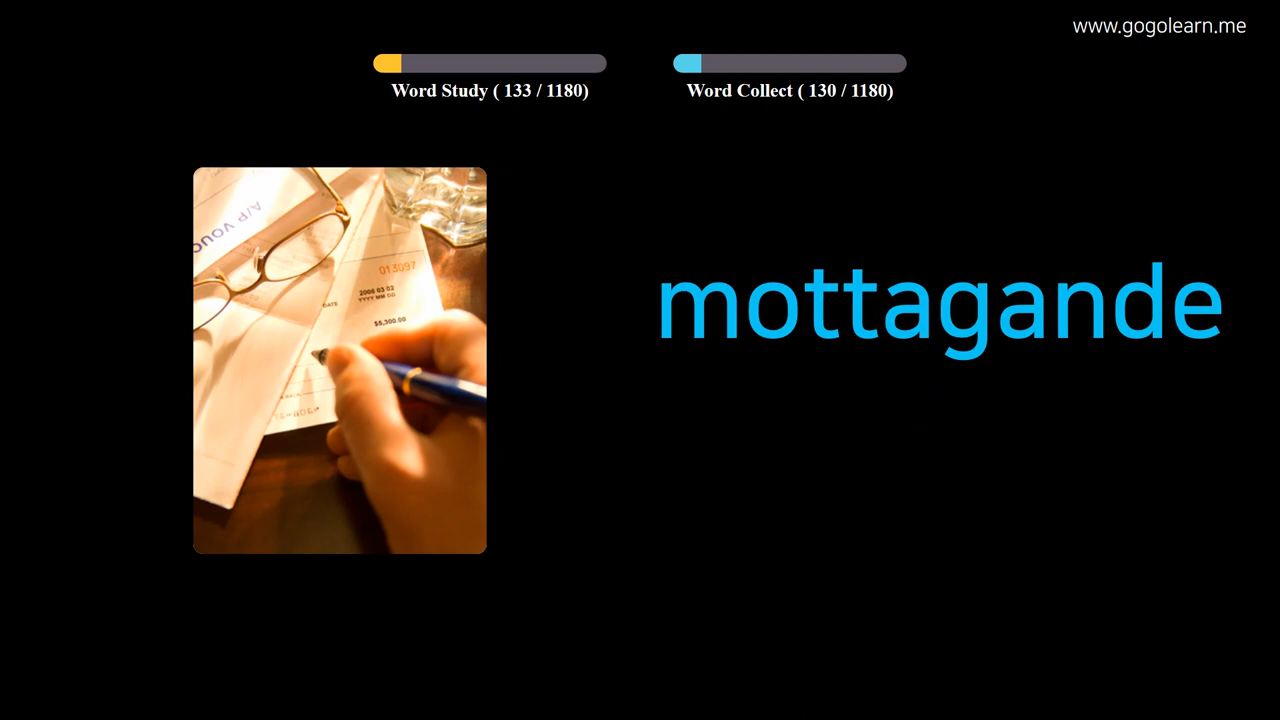 www.gogolearn.me
Word Study ( 133 / 1180)
Word Collect ( 130 / 1180)
A/P VOUC
013097
2006 03 02
YYYY MM DD
DATE
$5,300.00
mottagande